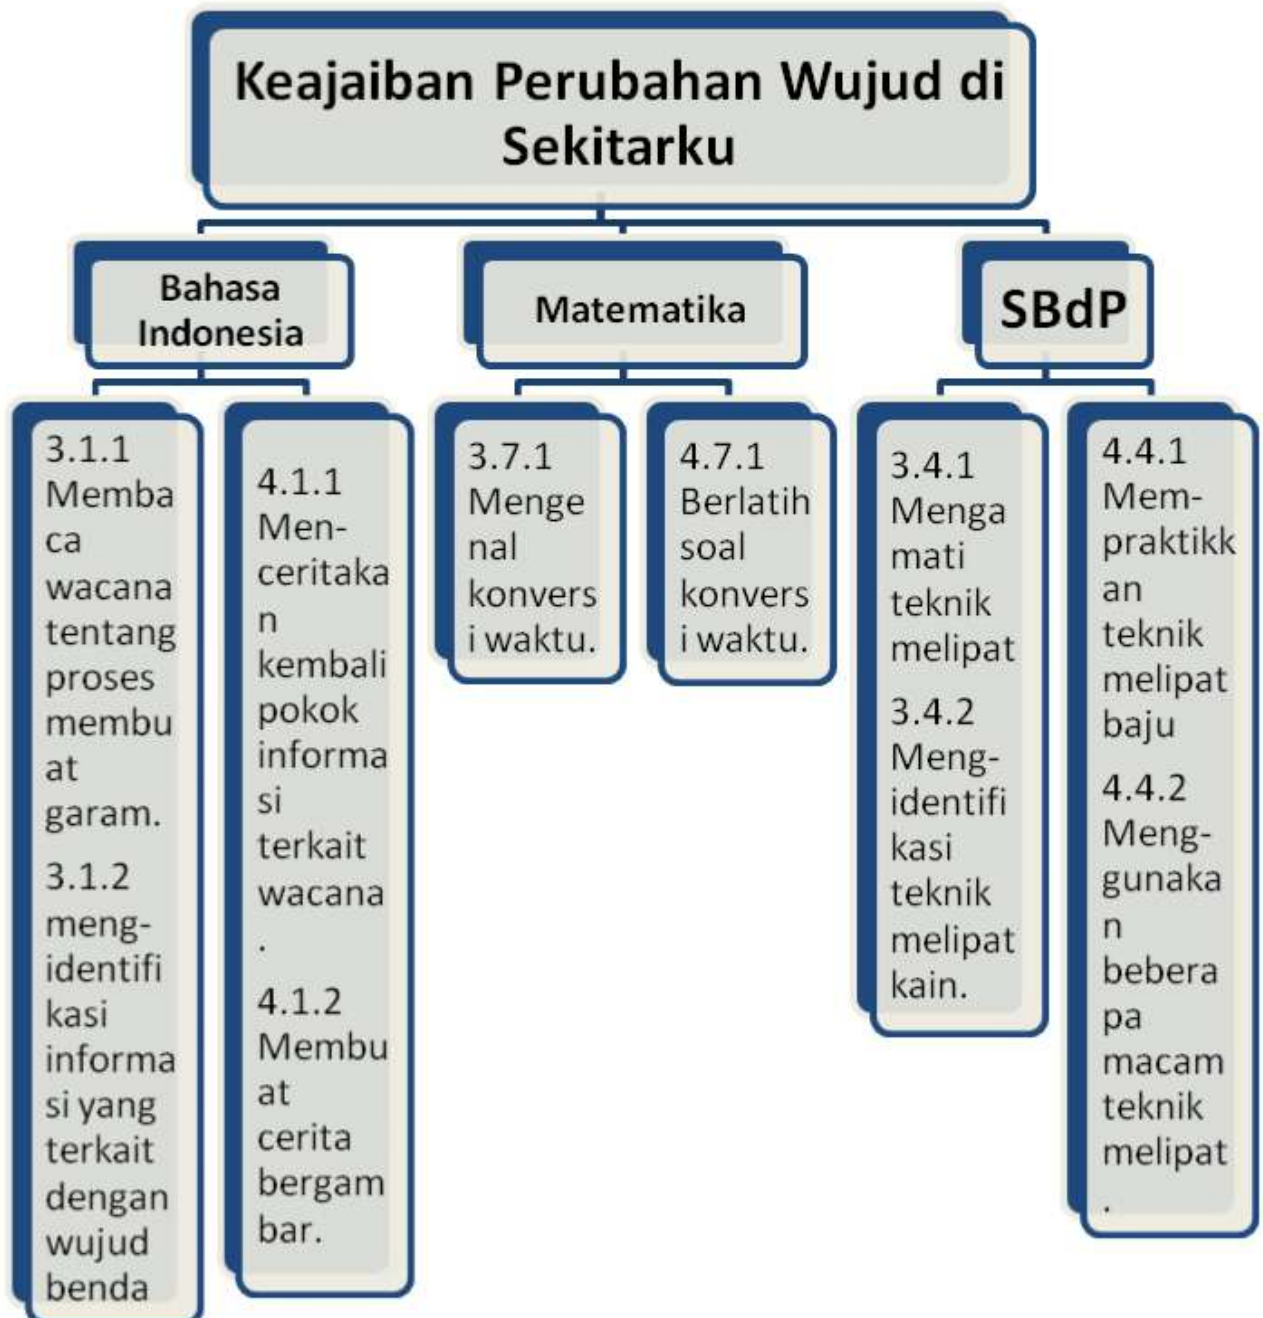 Keajaiban Perubahan Wujud di
Sekitarku
Bahasa
Indonesia
3.1.1
Memba
ca
wacana
tentang
proses
membu
at
garam.
3.1.2
meng-
identifi
kasi
informa
si yang
terkait
dengan
wujud
benda
4.1.1
Men-
ceritaka
n
kembali
pokok
informa
si
terkait
wacana
.
4.1.2
Membu
at
cerita
bergam
bar.
Matematika
3.7.1
Menge
nal
konvers
i waktu.
4.7.1
Berlatih
soal
konvers
i waktu.
SBdP
3.4.1
Menga
mati
teknik
melipat
3.4.2
Meng-
identifi
kasi
teknik
melipat
kain.
4.4.1
Mem-
praktikk
an
teknik
melipat
baju
4.4.2
Meng-
gunaka
n
bebera
pa
macam
teknik
melipat
.